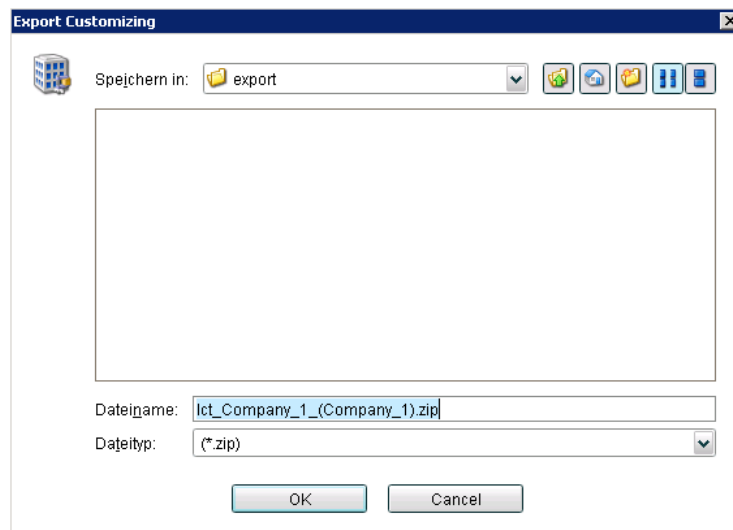 Export Customizing
Speichern in: export
Dateiname: lct_Company_1_(Company_1).zip
Dateityp: (*.zip)
OK Cancel